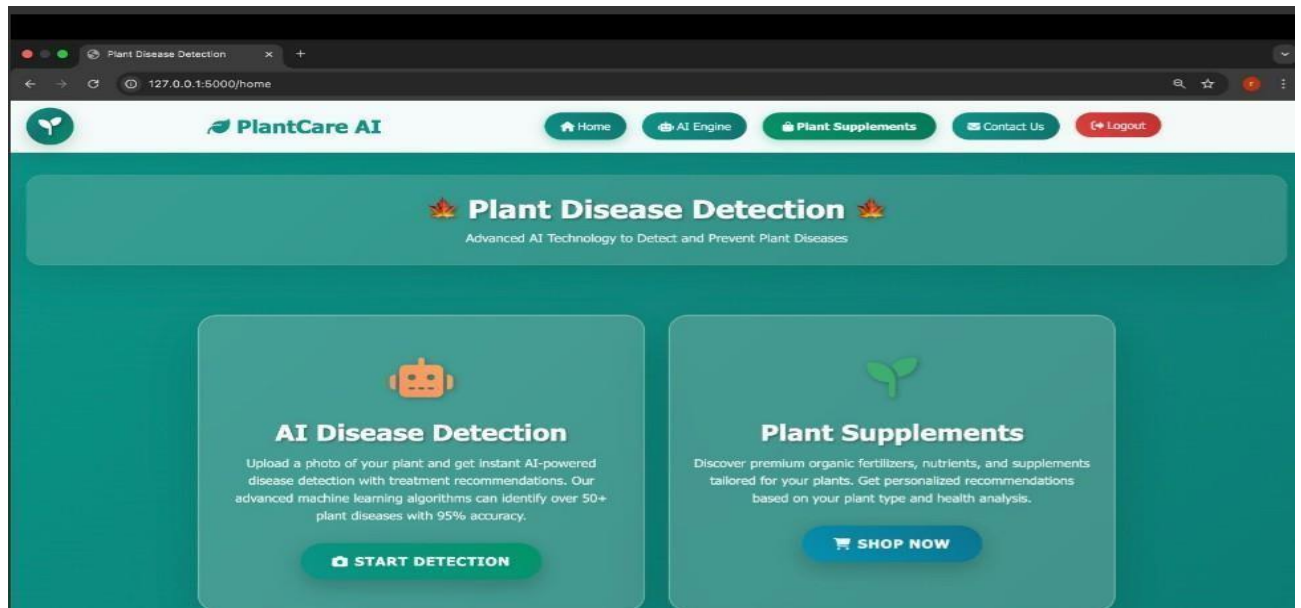 Plant Disease Detection
127.0.0.1:5000/home
r
PlantCare AI
Home
AI Engine
Plant Supplements
Contact Us
Logout
Plant Disease Detection
Advanced AI Technology to Detect and Prevent Plant Diseases
AI Disease Detection
Upload a photo of your plant and get instant AI-powered
disease detection with treatment recommendations. Our
advanced machine learning algorithms can identify over 50+
plant diseases with 95% accuracy.
START DETECTION
Plant Supplements
Discover premium organic fertilizers, nutrients, and supplements
tailored for your plants. Get personalized recommendations
based on your plant type and health analysis.
SHOP NOW